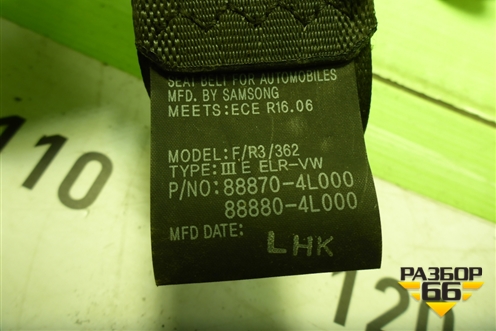 SEAT BELT FOR AUTOMOBILES
MFD. BY SAMSONG
MEETS:ECE R16.06
MODEL: F/R3/362
TYPE: III E ELR-VW
P/NO: 88870-4L000
88880-4L000
MFD DATE: LHK
110
120
РАЗБОР
66